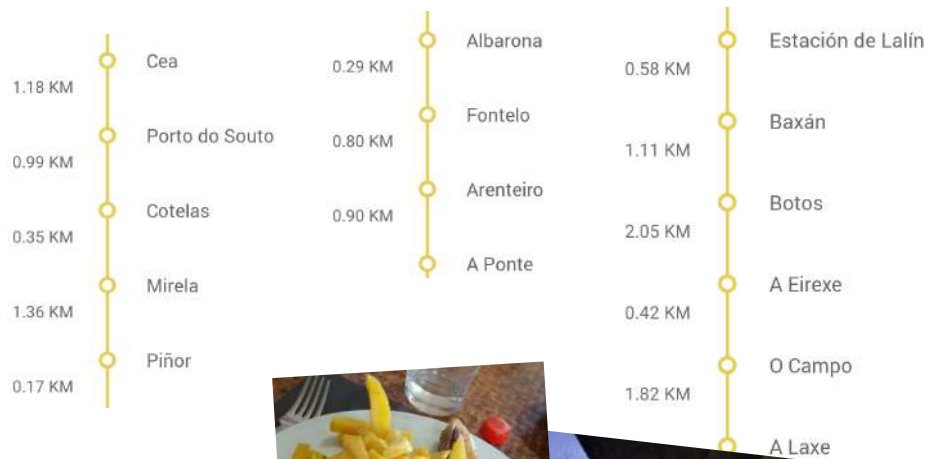 Cea
1.18 KM
Porto do Souto
0.99 KM
Cotelas
0.35 KM
Mirela
1.36 KM
Piñor
0.17 KM
Albarona
0.29 KM
Fontelo
0.80 KM
Arenteiro
0.90 KM
A Ponte
Estación de Lalín
0.58 KM
Baxán
1.11 KM
Botos
2.05 KM
A Eirexe
0.42 KM
O Campo
1.82 KM
A Laxe